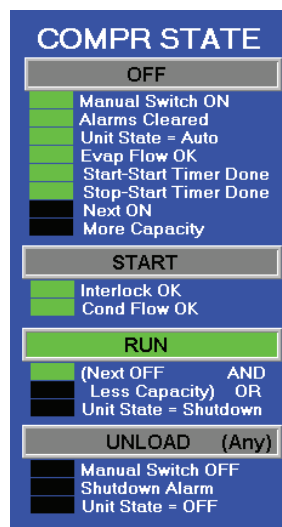 COMPR STATE
OFF
Manual Switch ON
Alarms Cleared
Unit State = Auto
Evap Flow OK
Start-Start Timer Done
Stop-Start Timer Done
Next ON
More Capacity
START
Interlock OK
Cond Flow OK
RUN
(Next OFF AND
Less Capacity) OR
Unit State = Shutdown
UNLOAD (Any)
Manual Switch OFF
Shutdown Alarm
Unit State = OFF